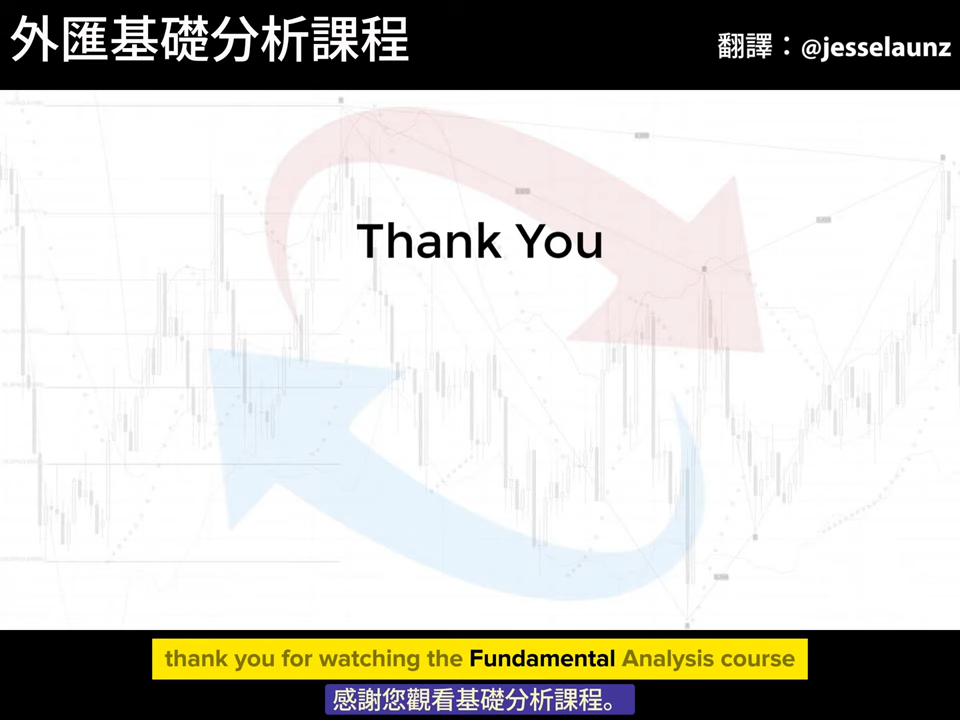 外匯基礎分析課程
翻譯：@jesselaunz
Thank You
thank you for watching the Fundamental Analysis course
感謝您觀看基礎分析課程。